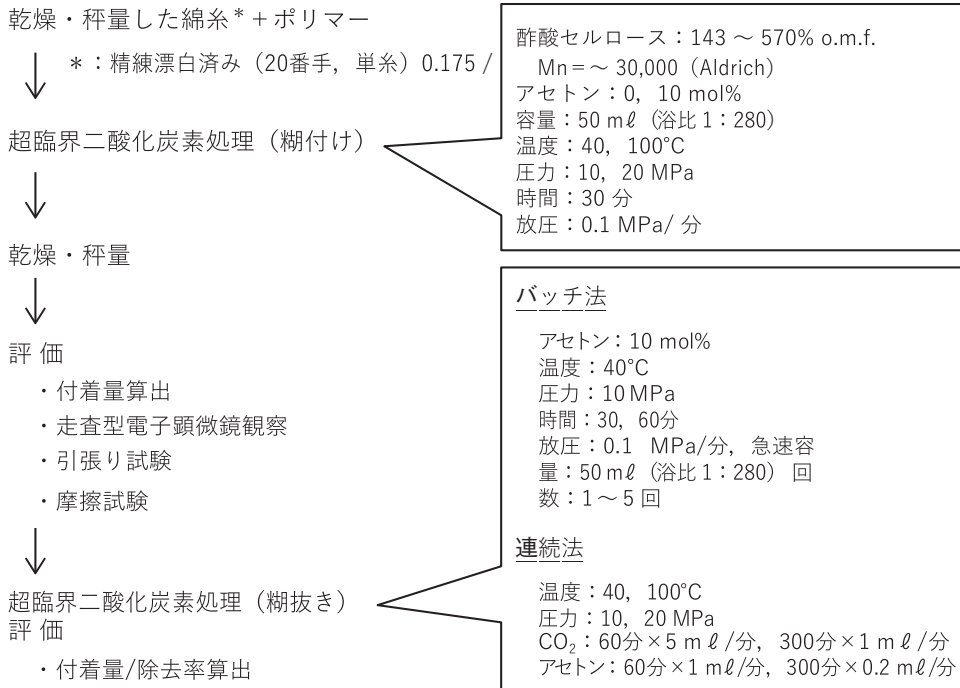 乾燥・秤量した綿糸*+ポリマー
*:精練漂白済み(20番手,単糸)0.175 /
超臨界二酸化炭素処理(糊付け)
酢酸セルロース:143 ~ 570% o.m.f.
Mn=~ 30,000(Aldrich)
アセトン:0,10 mol%
容量:50 mℓ(浴比1:280)
温度:40,100°C
圧力:10,20 MPa
時間:30 分
放圧:0.1 MPa/ 分
乾燥・秤量
評 価
・付着量算出
・走査型電子顕微鏡観察
・引張り試験
・摩擦試験
超臨界二酸化炭素処理(糊抜き)
バッチ法
アセトン:10 mol%
温度:40°C
圧力:10 MPa
時間:30,60分
放圧:0.1 MPa/分,急速容
量:50 mℓ(浴比1:280) 回
数:1~5 回
連続法
温度:40,100°C
圧力:10,20 MPa
CO₂:60分×5 mℓ/分,300分×1 mℓ/分
アセトン:60分×1 mℓ/分,300分×0.2 mℓ/分
評 価
・付着量/除去率算出